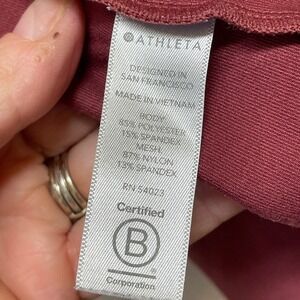 ATHLETA
DESIGNED IN
SAN FRANCISCO
MADE IN VIETNAM
BODY:
85% POLYESTER
15% SPANDEX
MESH:
87% NYLON
13% SPANDEX
RN 54023
Certified
B
Corporation